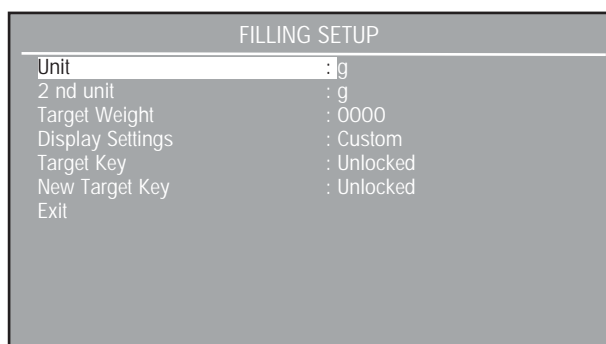 FILLING SETUP
Unit : g
2 nd unit : g
Target Weight : 0000
Display Settings : Custom
Target Key : Unlocked
New Target Key : Unlocked
Exit